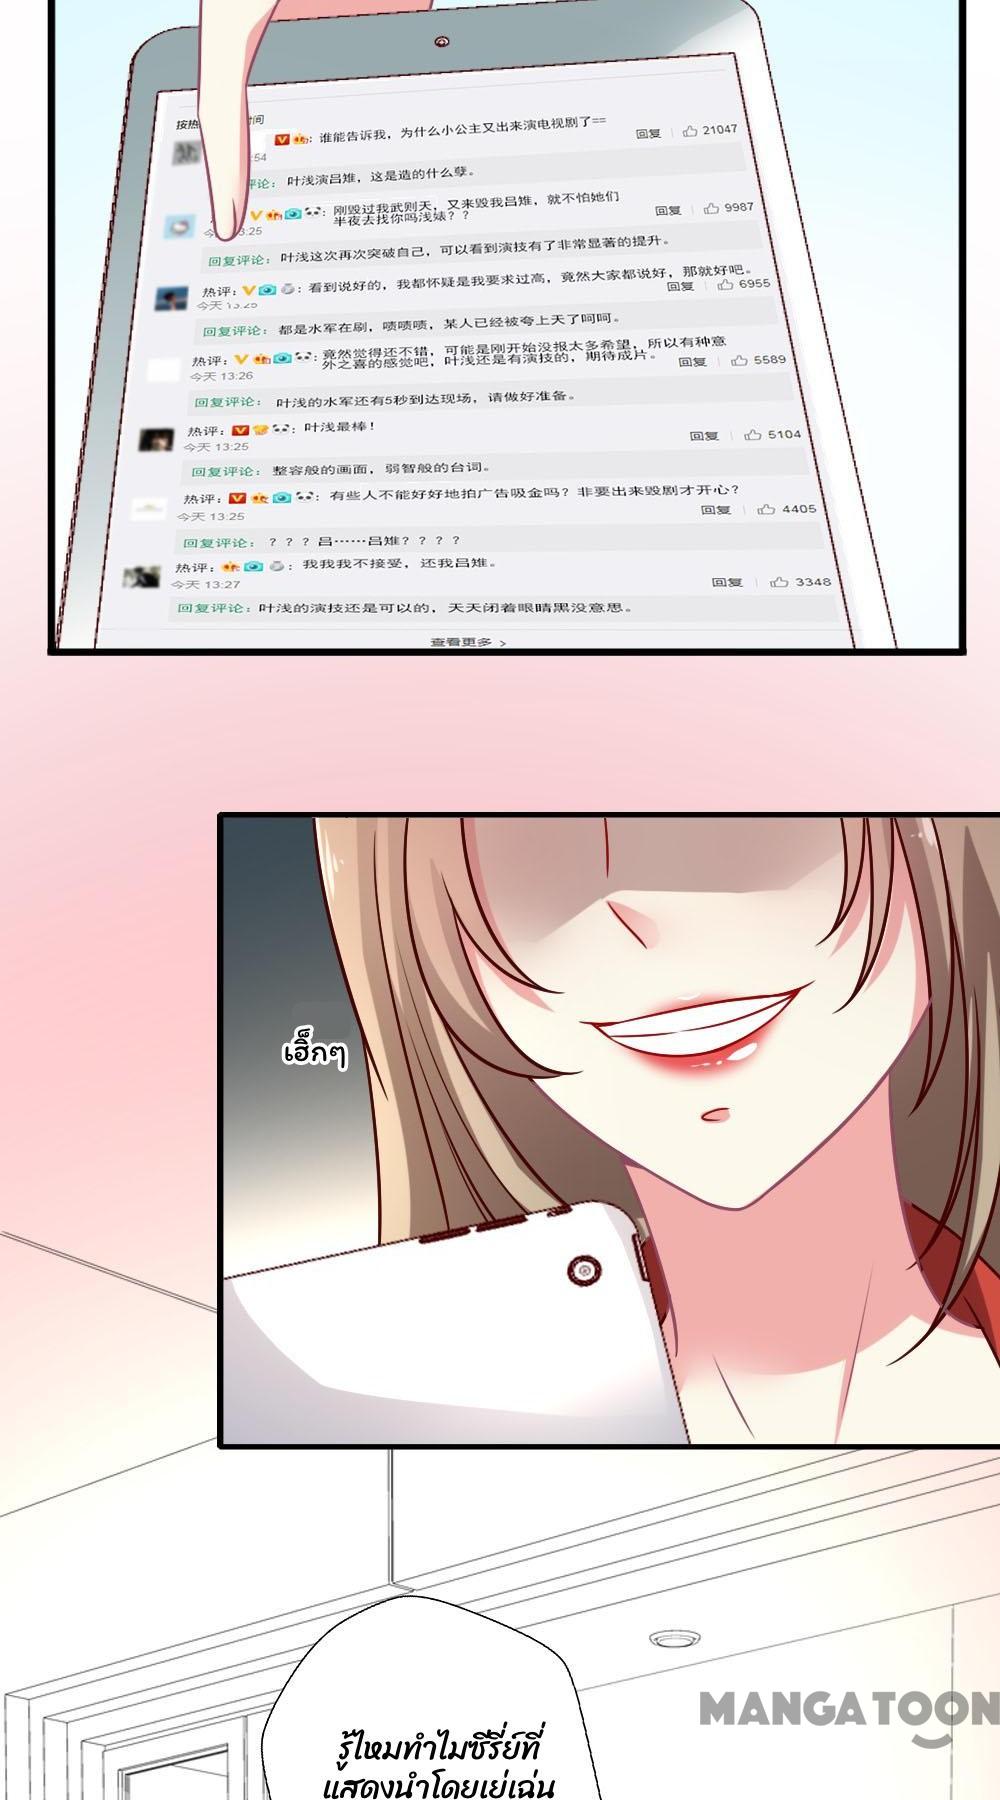 按热 时间
: 谁能告诉我，为什么小公主又出来演电视剧了==
:54
回复 21047
评论: 叶浅演吕雉，这是造的什么孽。
: 刚毁过我武则天，又来毁我吕雉，就不怕她们
半夜去找你吗浅婊？？
3:25
回复 9987
回复评论: 叶浅这次再次突破自己，可以看到演技有了非常显著的提升。
热评: : 看到说好的，我都怀疑是我要求过高，竟然大家都说好，那就好吧。
今天 13:25
回复 6955
回复评论: 都是水军在刷，啧啧啧，某人已经被夸上天了呵呵。
热评: : 竟然觉得还不错，可能是刚开始没报太多希望，所以有种意
外之喜的感觉吧，叶浅还是有演技的，期待成片。
今天 13:26
回复 5589
回复评论: 叶浅的水军还有5秒到达现场，请做好准备。
热评: : 叶浅最棒！
今天 13:25
回复 5104
回复评论: 整容般的画面，弱智般的台词。
热评: : 有些人不能好好地拍广告吸金吗？非要出来毁剧才开心？
今天 13:25
回复 4405
回复评论: ？？？吕……吕雉？？？？
热评: : 我我我不接受，还我吕雉。
今天 13:27
回复 3348
回复评论: 叶浅的演技还是可以的，天天闭着眼睛黑没意思。
查看更多 >
เฮิ็กๆ
MANGATOON
รู้ไหมทำไมซีรี่ย์ที่
แสดงนำโดยเย่เฉ่น